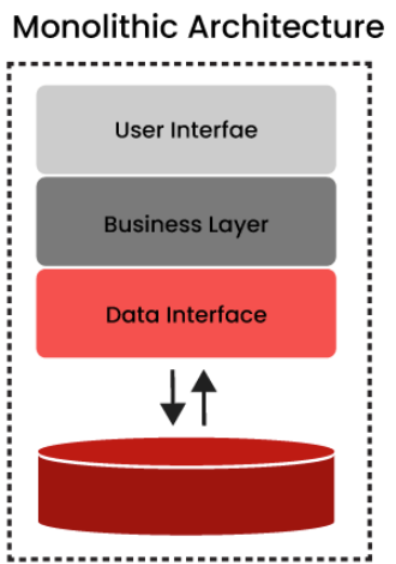 Monolithic Architecture
User Interfae
Business Layer
Data Interface